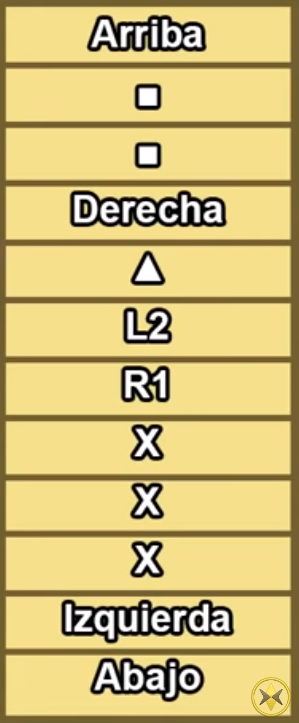 Arriba
□
□
Derecha
△
L2
R1
X
X
X
Izquierda
Abajo